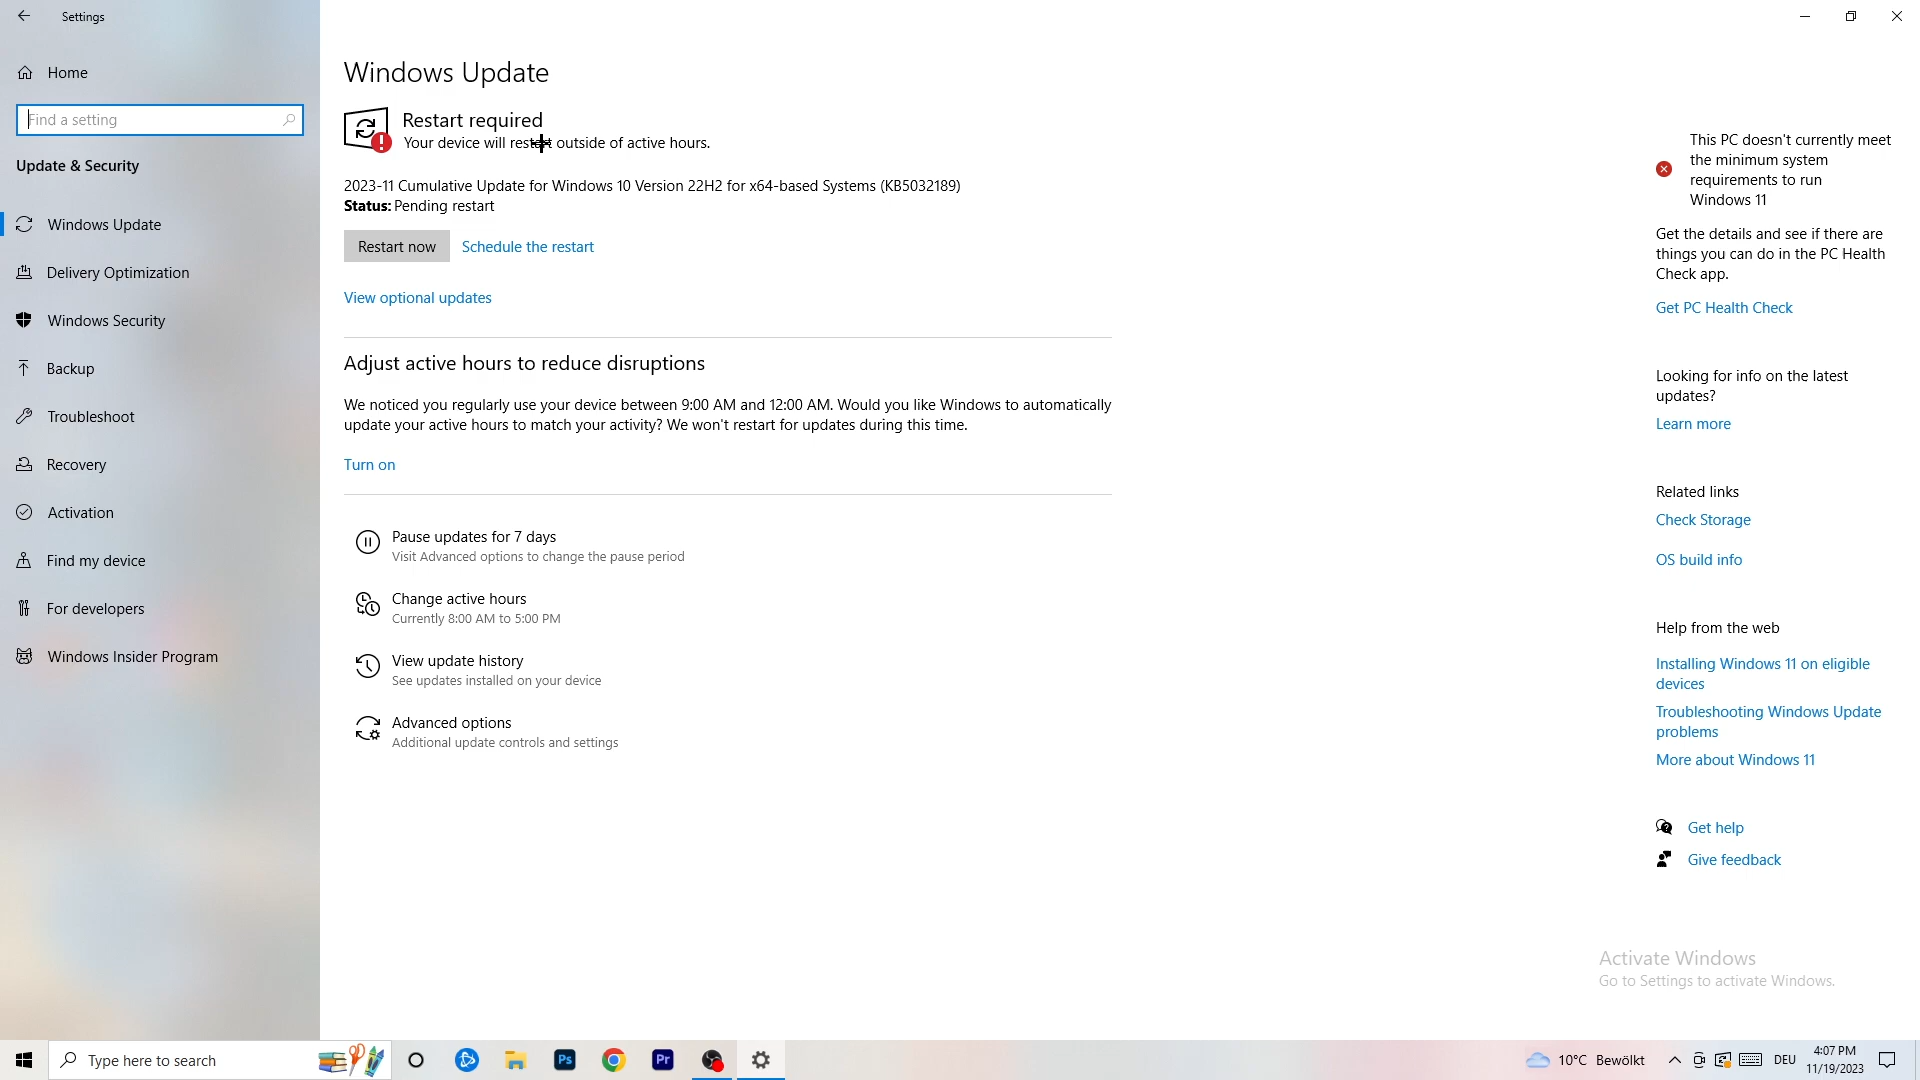 Settings
Home
Find a setting
Update & Security
Windows Update
Delivery Optimization
Windows Security
Backup
Troubleshoot
Recovery
Activation
Find my device
For developers
Windows Insider Program
Windows Update
Restart required
Your device will restart outside of active hours.
2023-11 Cumulative Update for Windows 10 Version 22H2 for x64-based Systems (KB5032189)
Status: Pending restart
Restart now
Schedule the restart
View optional updates
Adjust active hours to reduce disruptions
We noticed you regularly use your device between 9:00 AM and 12:00 AM. Would you like Windows to automatically
update your active hours to match your activity? We won't restart for updates during this time.
Turn on
Pause updates for 7 days
Visit Advanced options to change the pause period
Change active hours
Currently 8:00 AM to 5:00 PM
View update history
See updates installed on your device
Advanced options
Additional update controls and settings
This PC doesn't currently meet
the minimum system
requirements to run
Windows 11
Get the details and see if there are
things you can do in the PC Health
Check app.
Get PC Health Check
Looking for info on the latest
updates?
Learn more
Related links
Check Storage
OS build info
Help from the web
Installing Windows 11 on eligible
devices
Troubleshooting Windows Update
problems
More about Windows 11
Get help
Give feedback
Activate Windows
Go to Settings to activate Windows.
Type here to search
Ps
Pr
10°C Bewölkt
DEU
4:07 PM
11/19/2023